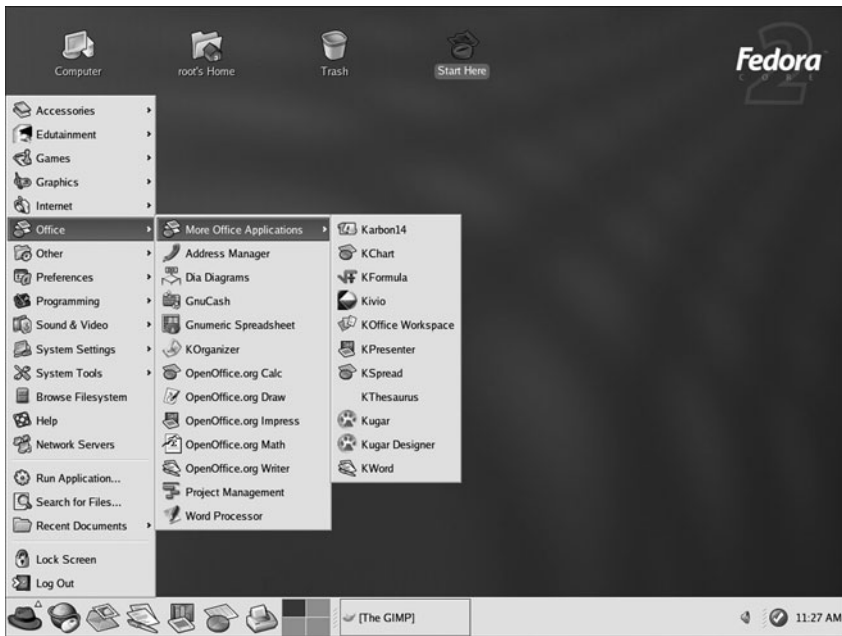 Computer
root's Home
Trash
Start Here
Fedora
CORE
2
Accessories
Edutainment
Games
Graphics
Internet
Office
Other
Preferences
Programming
Sound & Video
System Settings
System Tools
Browse Filesystem
Help
Network Servers
Run Application...
Search for Files...
Recent Documents
Lock Screen
Log Out
More Office Applications
Address Manager
Dia Diagrams
GnuCash
Gnumeric Spreadsheet
KOrganizer
OpenOffice.org Calc
OpenOffice.org Draw
OpenOffice.org Impress
OpenOffice.org Math
OpenOffice.org Writer
Project Management
Word Processor
Karbon14
KChart
KFormula
Kivio
KOffice Workspace
KPresenter
KSpread
KThesaurus
Kugar
Kugar Designer
KWord
[The GIMP]
11:27 AM